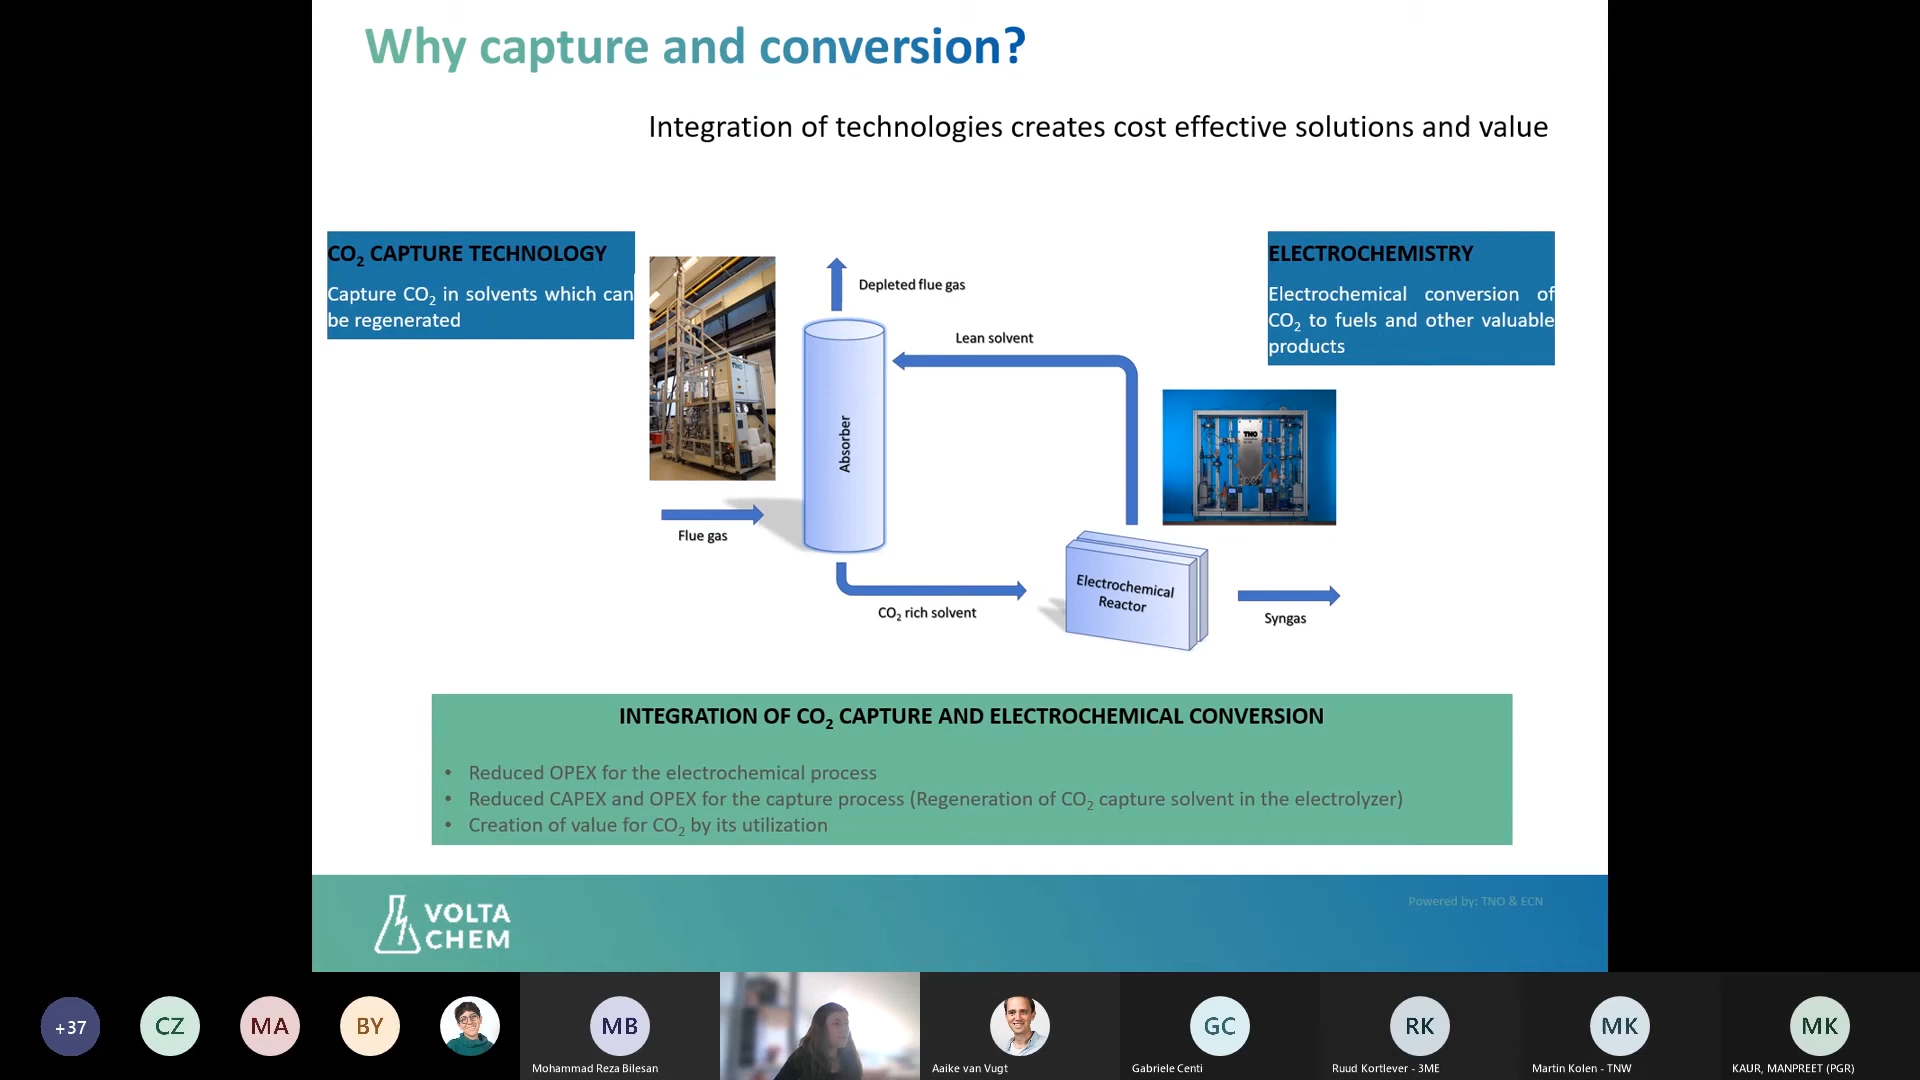 Why capture and conversion?
Integration of technologies creates cost effective solutions and value
CO₂ CAPTURE TECHNOLOGY
Capture CO₂ in solvents which can
be regenerated
ELECTROCHEMISTRY
Electrochemical conversion of
CO₂ to fuels and other valuable
products
Depleted flue gas
Lean solvent
Absorber
TNO
TNO
Flue gas
CO₂ rich solvent
Electrochemical
Reactor
Syngas
INTEGRATION OF CO₂ CAPTURE AND ELECTROCHEMICAL CONVERSION
• Reduced OPEX for the electrochemical process
• Reduced CAPEX and OPEX for the capture process (Regeneration of CO₂ capture solvent in the electrolyzer)
• Creation of value for CO₂ by its utilization
VOLTA
CHEM
Powered by: TNO & ECN
+37
CZ
MA
BY
MB
GC
RK
MK
MK
Mohammad Reza Bilesan
Aaike van Vugt
Gabriele Centi
Ruud Kortlever - 3ME
Martin Kolen - TNW
KAUR, MANPREET (PGR)